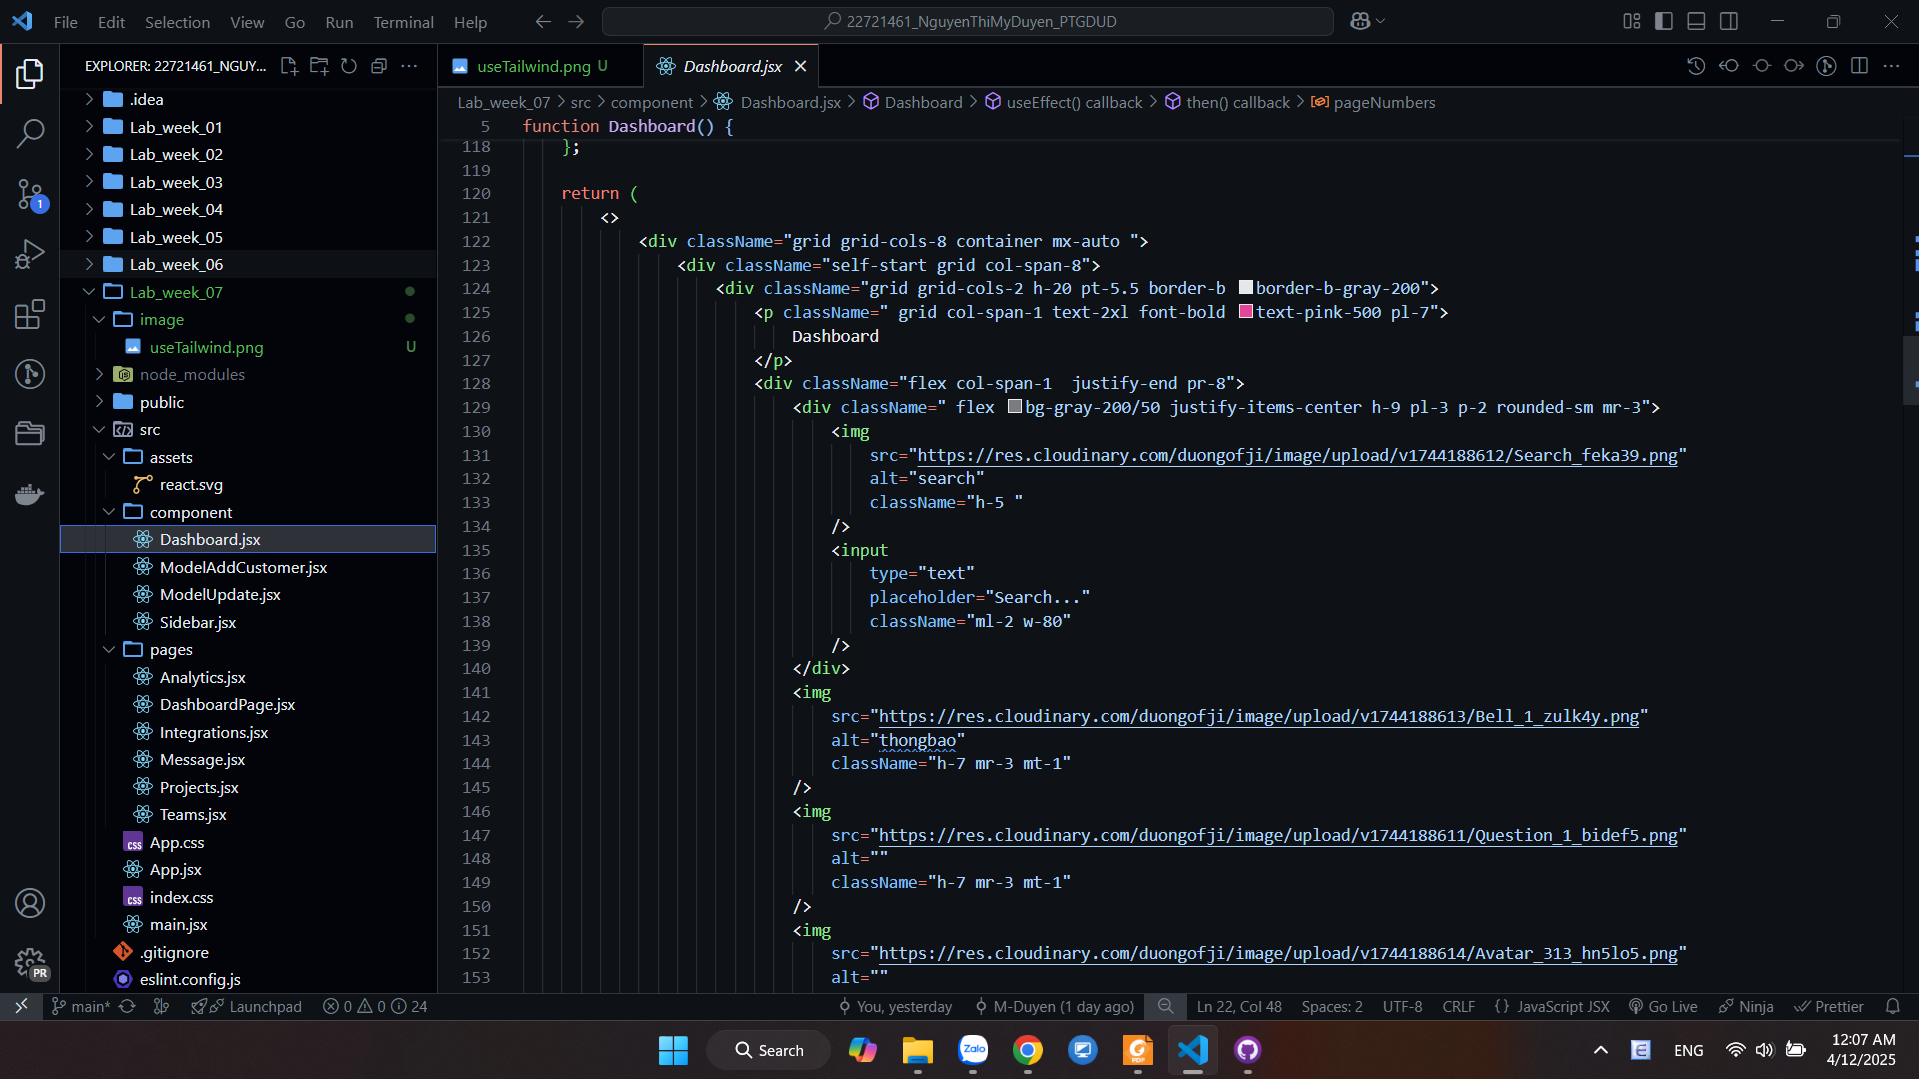 File Edit Selection View Go Run Terminal Help
22721461_NguyenThiMyDuyen_PTGDUD
EXPLORER: 22721461_NGUY...
.idea
Lab_week_01
Lab_week_02
Lab_week_03
Lab_week_04
Lab_week_05
Lab_week_06
Lab_week_07
image
useTailwind.png U
node_modules
public
src
assets
react.svg
component
Dashboard.jsx
ModelAddCustomer.jsx
ModelUpdate.jsx
Sidebar.jsx
pages
Analytics.jsx
DashboardPage.jsx
Integrations.jsx
Message.jsx
Projects.jsx
Teams.jsx
App.css
App.jsx
index.css
main.jsx
.gitignore
eslint.config.js
1
PR
useTailwind.png U
Dashboard.jsx
Lab_week_07 > src > component > Dashboard.jsx > Dashboard > useEffect() callback > then() callback > pageNumbers
5 function Dashboard() {
118 };
119
120 return (
121 <>
122 <div className="grid grid-cols-8 container mx-auto ">
123 <div className="self-start grid col-span-8">
124 <div className="grid grid-cols-2 h-20 pt-5.5 border-b border-b-gray-200">
125 <p className=" grid col-span-1 text-2xl font-bold text-pink-500 pl-7">
126 Dashboard
127 </p>
128 <div className="flex col-span-1  justify-end pr-8">
129 <div className=" flex bg-gray-200/50 justify-items-center h-9 pl-3 p-2 rounded-sm mr-3">
130 <img
131 src="https://res.cloudinary.com/duongofji/image/upload/v1744188612/Search_feka39.png"
132 alt="search"
133 className="h-5 "
134 />
135 <input
136 type="text"
137 placeholder="Search..."
138 className="ml-2 w-80"
139 />
140 </div>
141 <img
142 src="https://res.cloudinary.com/duongofji/image/upload/v1744188613/Bell_1_zulk4y.png"
143 alt="thongbao"
144 className="h-7 mr-3 mt-1"
145 />
146 <img
147 src="https://res.cloudinary.com/duongofji/image/upload/v1744188611/Question_1_bidef5.png"
148 alt=""
149 className="h-7 mr-3 mt-1"
150 />
151 <img
152 src="https://res.cloudinary.com/duongofji/image/upload/v1744188614/Avatar_313_hn5lo5.png"
153 alt=""
main* Launchpad 0 0 24 You, yesterday M-Duyen (1 day ago) Ln 22, Col 48 Spaces: 2 UTF-8 CRLF {} JavaScript JSX Go Live Ninja Prettier
Search Zalo PDF E ENG 12:07 AM
4/12/2025